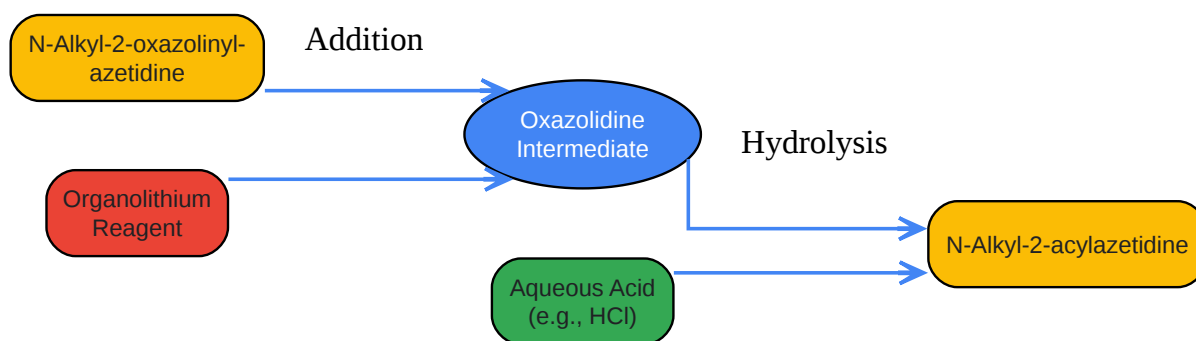 N-Alkyl-2-oxazolinyl-
azetidine
Addition
Oxazolidine
Intermediate
Hydrolysis
Organolithium
Reagent
N-Alkyl-2-acylazetidine
Aqueous Acid
(e.g., HCl)